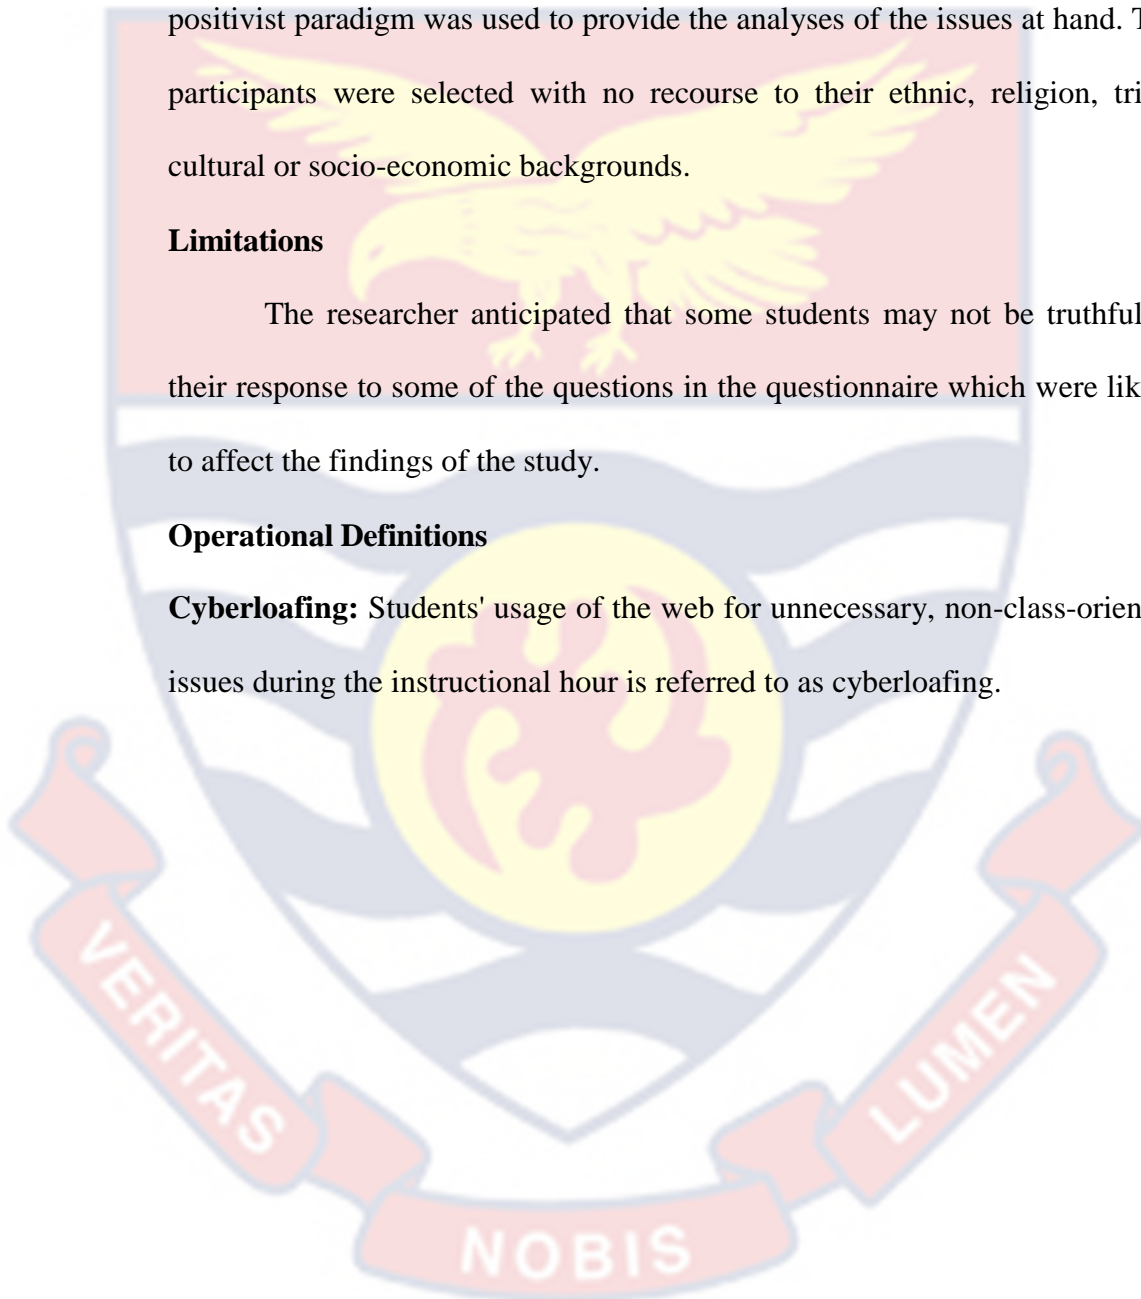 positivist paradigm was used to provide the analyses of the issues at hand. T
participants were selected with no recourse to their ethnic, religion, tri
cultural or socio-economic backgrounds.
Limitations
The researcher anticipated that some students may not be truthful
their response to some of the questions in the questionnaire which were lik
to affect the findings of the study.
Operational Definitions
Cyberloafing: Students' usage of the web for unnecessary, non-class-orien
issues during the instructional hour is referred to as cyberloafing.
VERITAS
NOBIS
LUMEN